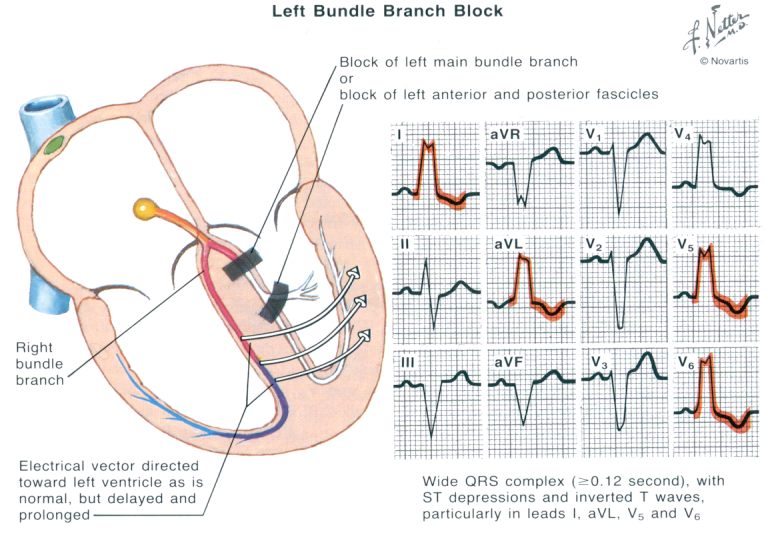 Left Bundle Branch Block
F. Netter
M.D.
© Novartis
Block of left main bundle branch
or
block of left anterior and posterior fascicles
I
aVR
V1
V4
II
aVL
V2
V5
III
aVF
V3
V6
Right
bundle
branch
Electrical vector directed
toward left ventricle as is
normal, but delayed and
prolonged
Wide QRS complex (≥0.12 second), with
ST depressions and inverted T waves,
particularly in leads I, aVL, V5 and V6